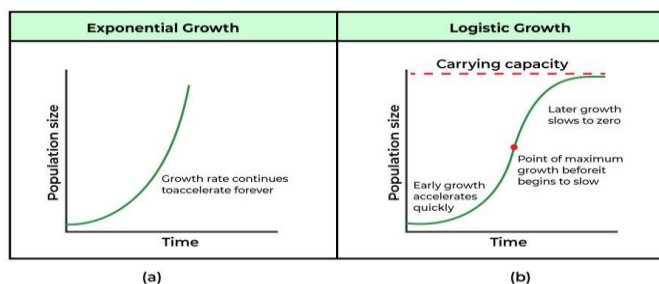 Exponential Growth
Population size
Growth rate continues
toaccelerate forever
Time
(a)
Logistic Growth
Carrying capacity
Population size
Later growth
slows to zero
Point of maximum
growth beforeit
begins to slow
Early growth
accelerates
quickly
Time
(b)